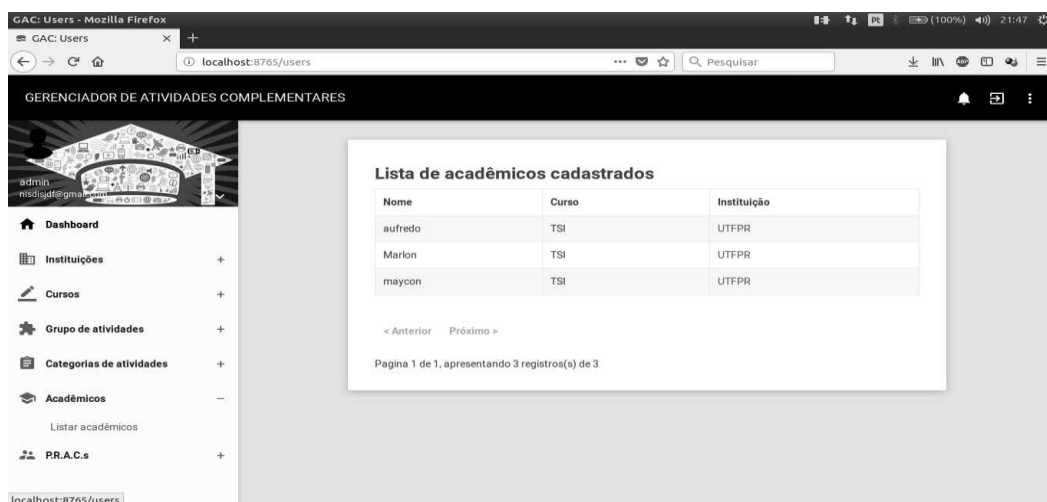 GAC: Users - Mozilla Firefox
Pt (100%) 21:47
GAC: Users × +
localhost:8765/users
Pesquisar
ABP
GERENCIADOR DE ATIVIDADES COMPLEMENTARES
admin
Dashboard
Instituições +
Cursos +
Grupo de atividades +
Categorias de atividades +
Acadêmicos −
Listar acadêmicos
P.R.A.C.s +
localhost:8765/users
Lista de acadêmicos cadastrados
Nome Curso Instituição
aufredo TSI UTFPR
Marlon TSI UTFPR
maycon TSI UTFPR
< Anterior Próximo >
Pagina 1 de 1, apresentando 3 registros(s) de 3